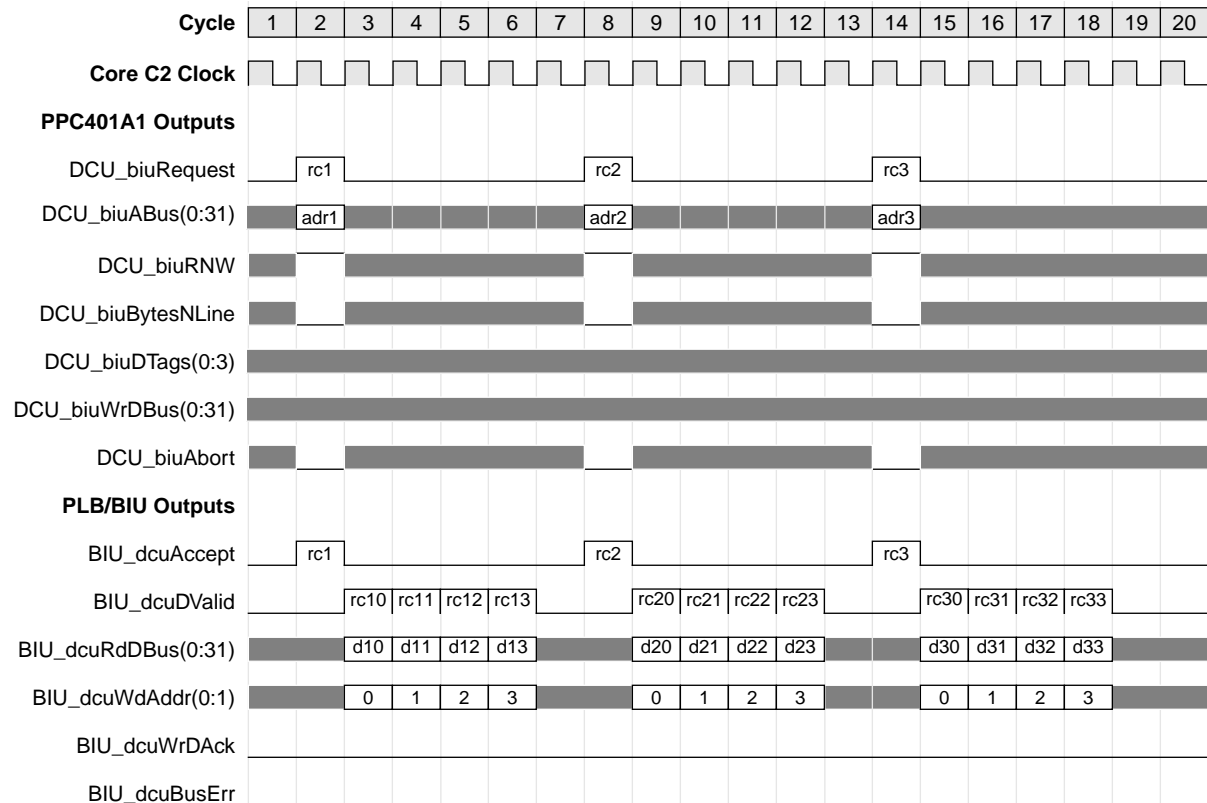 Cycle 1 2 3 4 5 6 7 8 9 10 11 12 13 14 15 16 17 18 19 20
Core C2 Clock
PPC401A1 Outputs
DCU_biuRequest rc1 rc2 rc3
DCU_biuABus(0:31) adr1 adr2 adr3
DCU_biuRNW
DCU_biuBytesNLine
DCU_biuDTags(0:3)
DCU_biuWrDBus(0:31)
DCU_biuAbort
PLB/BIU Outputs
BIU_dcuAccept rc1 rc2 rc3
BIU_dcuDValid rc10 rc11 rc12 rc13 rc20 rc21 rc22 rc23 rc30 rc31 rc32 rc33
BIU_dcuRdDBus(0:31) d10 d11 d12 d13 d20 d21 d22 d23 d30 d31 d32 d33
BIU_dcuWdAddr(0:1) 0 1 2 3 0 1 2 3 0 1 2 3
BIU_dcuWrDAck
BIU_dcuBusErr